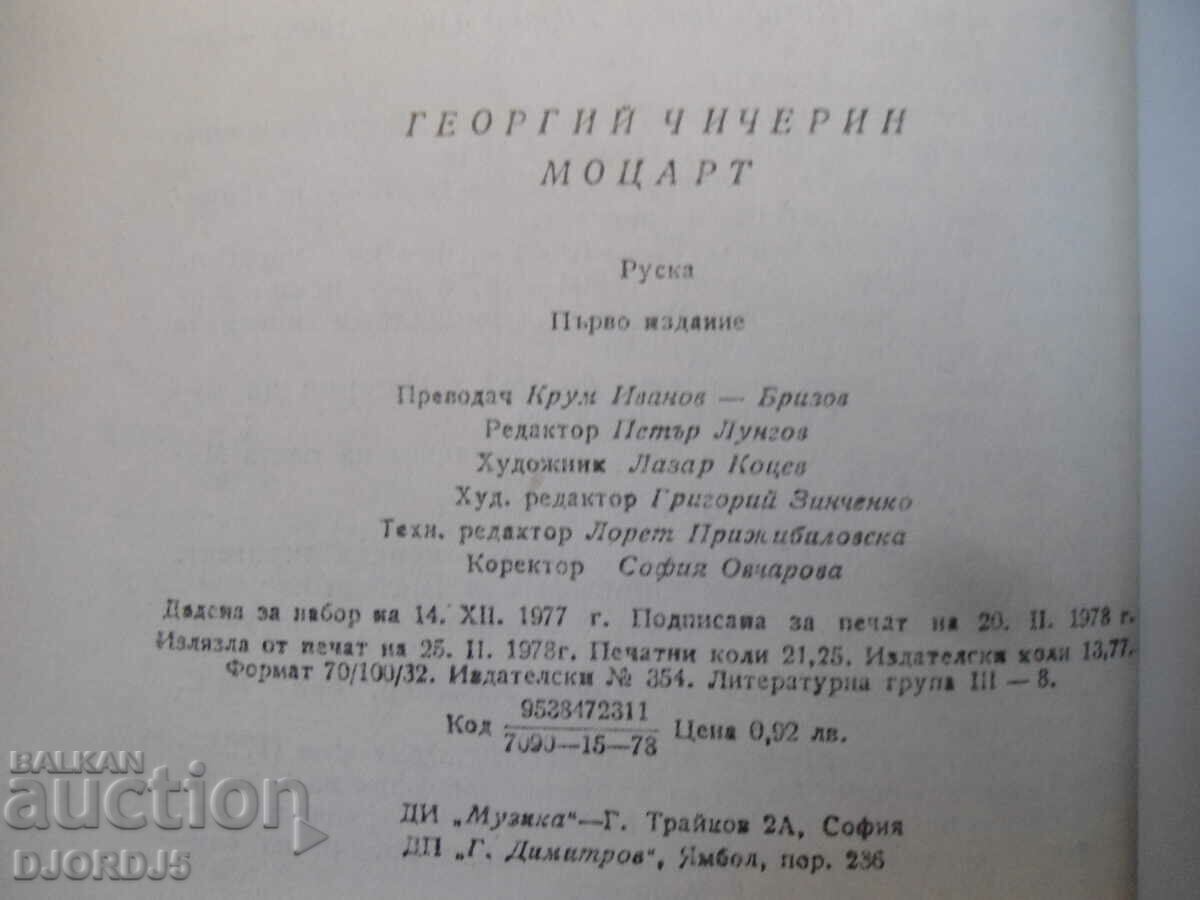 ГЕОРГИЙ ЧИЧЕРИН
МОЦАРТ
Руска
Първо издание
Преводач Крум Иванов — Бризов
Редактор Петър Лунгов
Художник Лазар Коцев
Худ. редактор Григорий Зинченко
Техн. редактор Лорет Прижибиловска
Коректор София Овчарова
Дадена за набор на 14. XII. 1977 г. Подписана за печат на 20. II. 1978 г.
Излязла от печат на 25. II. 1978г. Печатни коли 21,25. Издателски коли 13,77.
Формат 70/100/32. Издателски № 354. Литературна група III — 8.
Код 9538472311 / 7090—15—78 Цена 0,92 лв.
ДИ „Музика“—Г. Трайков 2А, София
ДП „Г. Димитров“, Ямбол, пор. 236
BALKAN
auction
DJORDJ5